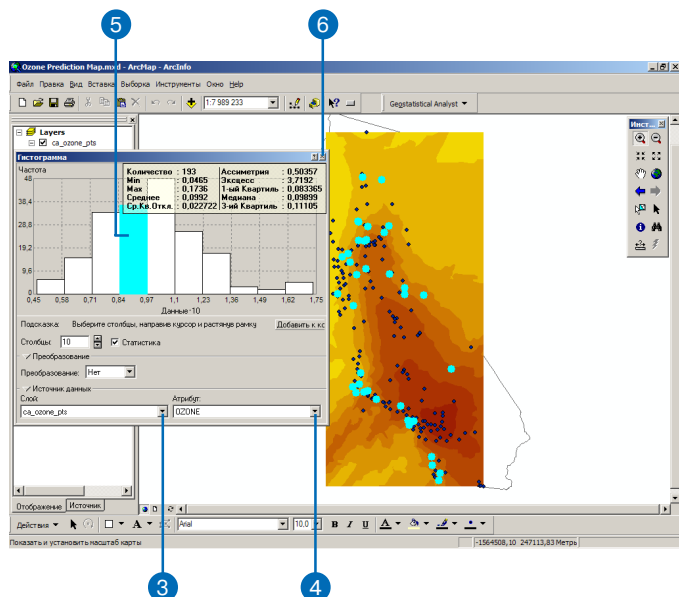 5
6
Ozone Prediction Map.mxd - ArcMap - ArcInfo
Файл Правка Вид Вставка Выборка Инструменты Окно Help
1:7 989 233
Geostatistical Analyst
Layers
ca_ozone_pts
Инст...
Гистограмма
Частота
48
38,4
28,8
19,2
9,6
0
Количество : 193
Min : 0,0465
Max : 0,1736
Среднее : 0,0992
Ср.Кв.Откл. : 0,022722
Ассиметрия : 0,50357
Эксцесс : 3,7192
1-ый Квартиль : 0,083365
Медиана : 0,09899
3-ий Квартиль : 0,11105
0,45 0,58 0,71 0,84 0,97 1,1 1,23 1,36 1,49 1,62 1,75
Данные·10
Подсказка: Выберите столбцы, направив курсор и растянув рамку
Добавить к кс
Столбцы: 10 Статистика
Преобразование
Преобразование: Нет
Источник данных
Слой: Атрибут:
ca_ozone_pts OZONE
Отображение Источник
Действия A Arial 10,0 B I U A
Показать и установить масштаб карты
-1564508,10 247113,83 Метры
3
4